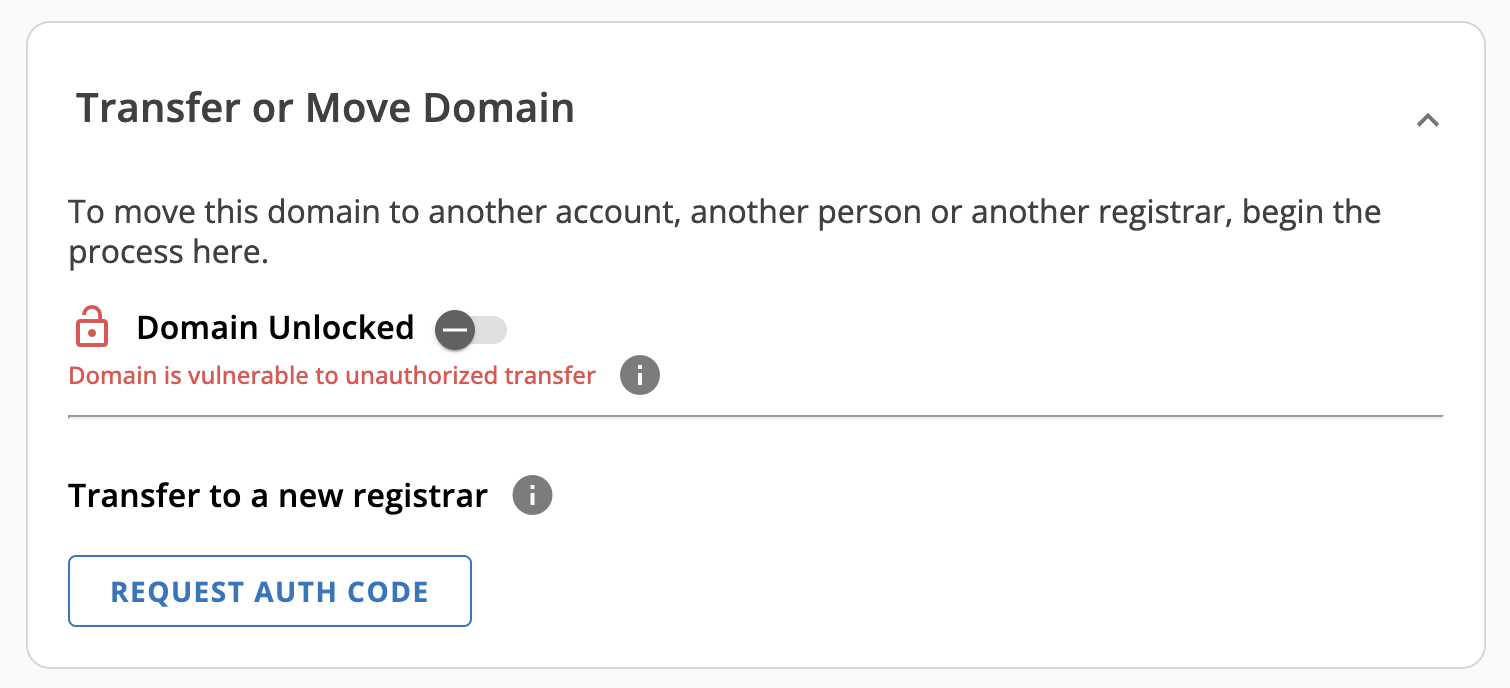 Transfer or Move Domain
To move this domain to another account, another person or another registrar, begin the
process here.
Domain Unlocked
Domain is vulnerable to unauthorized transfer
Transfer to a new registrar
REQUEST AUTH CODE